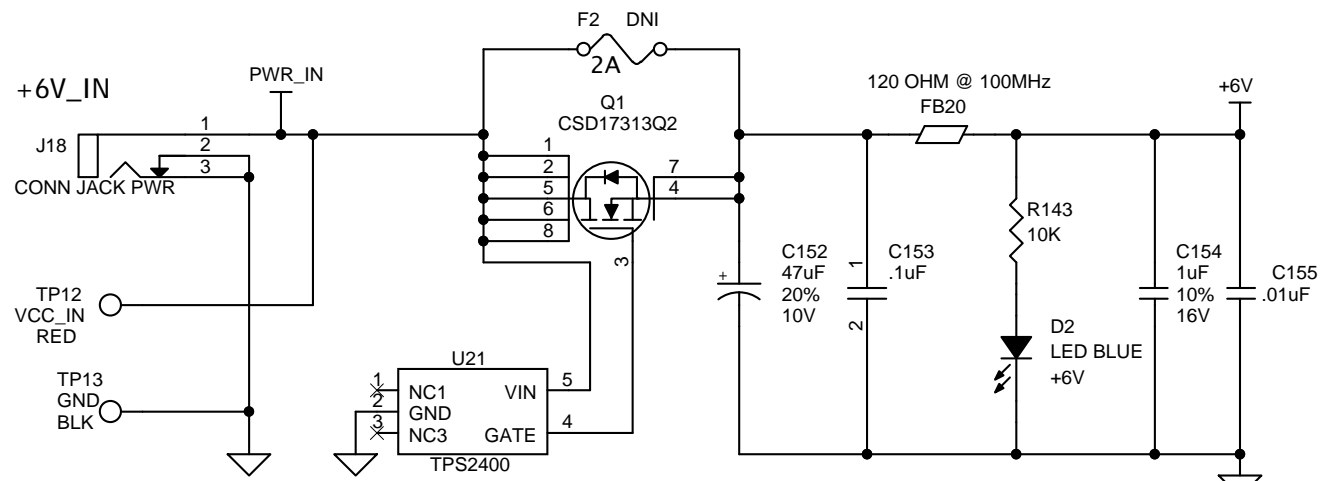 F2 DNI
2A
+6V_IN
PWR_IN
Q1
CSD17313Q2
120 OHM @ 100MHz
FB20
+6V
J18
CONN JACK PWR
1
2
3
1
2
5
6
8
7
4
3
R143
10K
C152
47uF
20%
10V
+
C153
.1uF
1
2
C154
1uF
10%
16V
C155
.01uF
D2
LED BLUE
+6V
TP12
VCC_IN
RED
TP13
GND
BLK
U21
1 NC1
2 GND
3 NC3
VIN 5
GATE 4
TPS2400